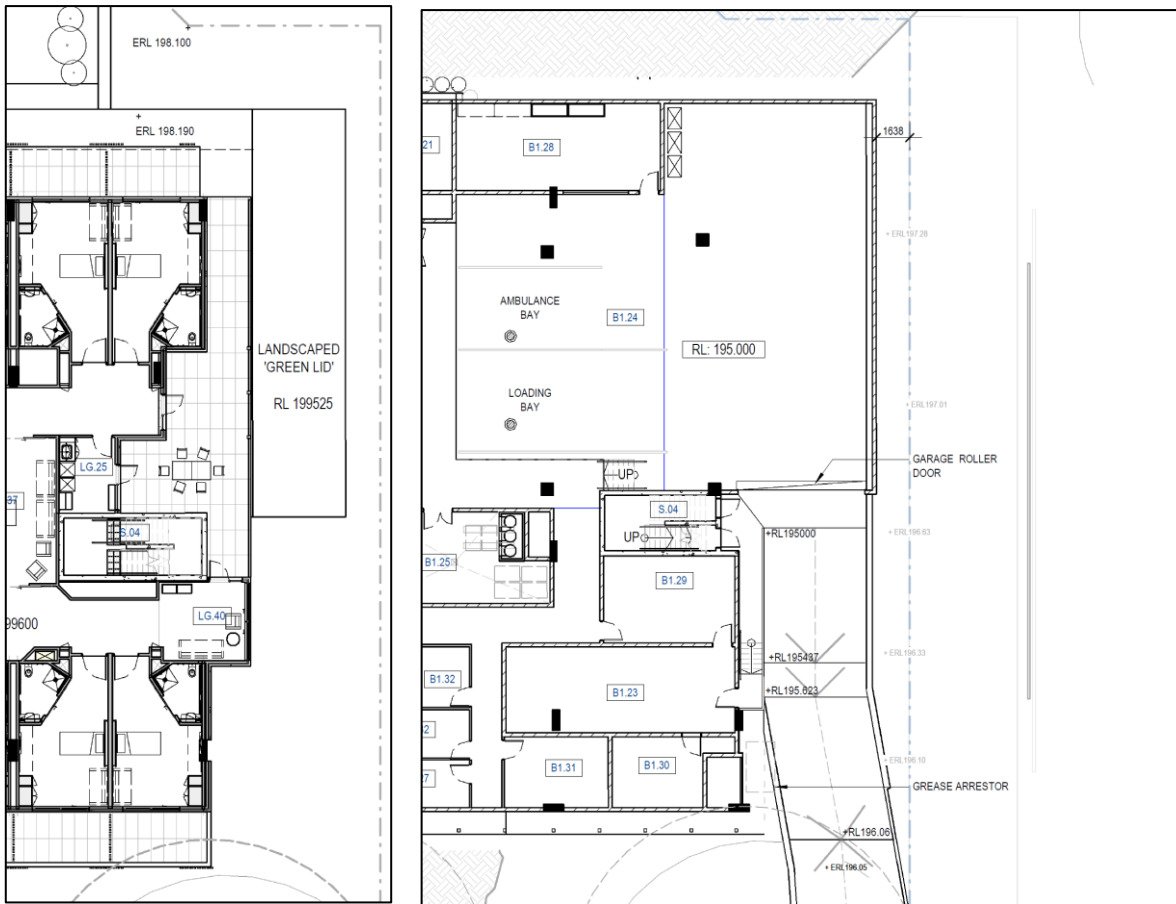 ERL 198.100
ERL 198.190
LANDSCAPED
'GREEN LID'
RL 199525
LG.25
37
S.04
LG.40
99600
21
B1.28
1638
+ ERL197.28
AMBULANCE
BAY
B1.24
RL: 195.000
LOADING
BAY
+ ERL197.01
GARAGE ROLLER
DOOR
UP
S.04
UP
+RL195000
+ ERL196.63
B1.25
B1.29
+RL195437
+ ERL196.33
B1.32
B1.23
+RL195.623
B1.31
B1.30
+ ERL196.10
GREASE ARRESTOR
+RL196.06
+ ERL196.05